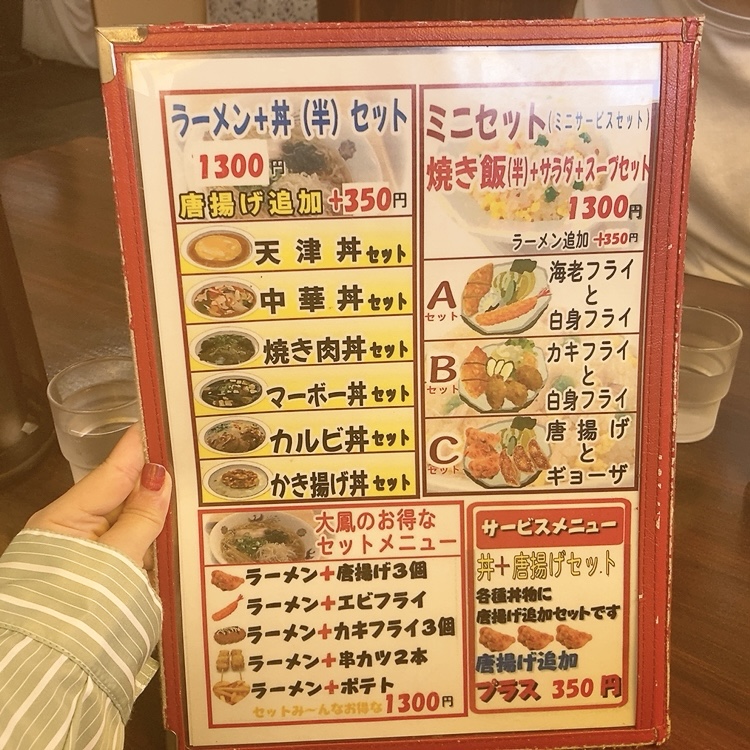 ラーメン+丼(半)セット
1300円
唐揚げ追加+350円
天津丼セット
中華丼セット
焼き肉丼セット
マーボー丼セット
カルビ丼セット
かき揚げ丼セット
ミニセット(ミニサービスセット)
焼き飯(半)+サラダ+スープセット
1300円
ラーメン追加+350円
Aセット
海老フライ
と
白身フライ
Bセット
カキフライ
と
白身フライ
Cセット
唐揚げ
と
ギョーザ
大鳳のお得な
セットメニュー
ラーメン+唐揚げ3個
ラーメン+エビフライ
ラーメン+カキフライ3個
ラーメン+串カツ2本
ラーメン+ポテト
セットみ〜んなお得な1300円
サービスメニュー
丼+唐揚げセット
各種丼物に
唐揚げ追加セットです
唐揚げ追加
プラス 350円